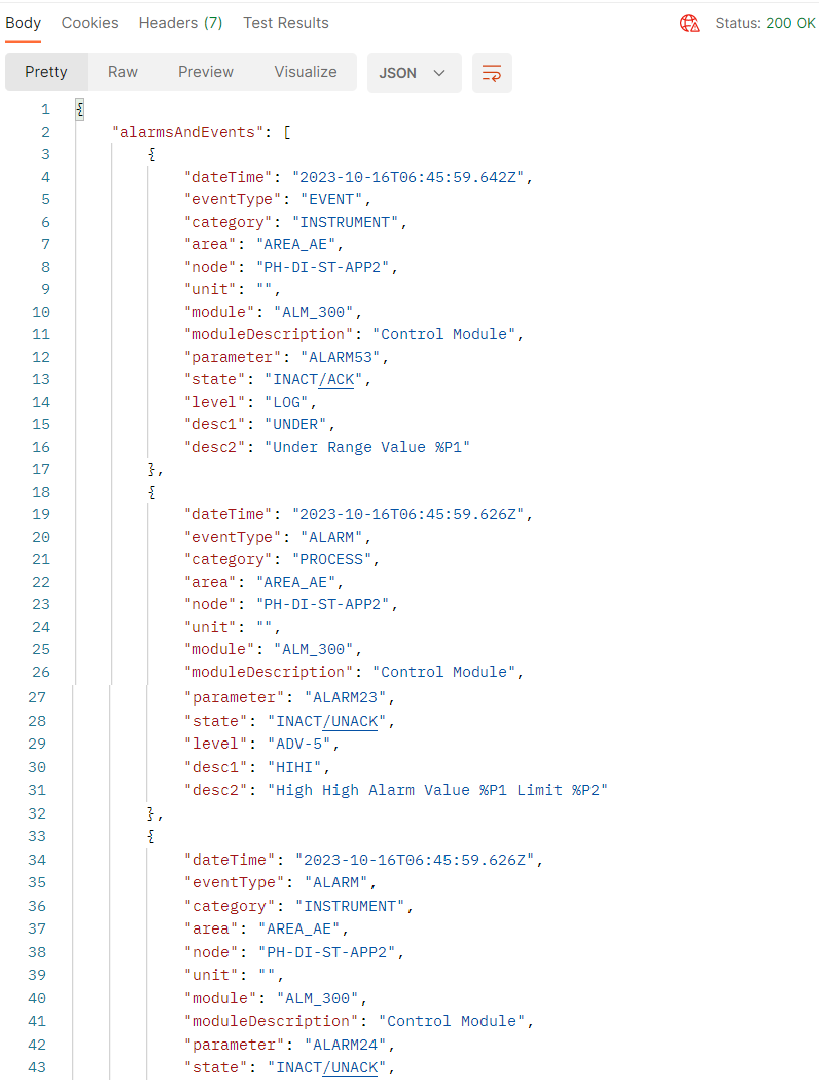 Body Cookies Headers (7) Test Results Status: 200 OK
Pretty Raw Preview Visualize JSON
1 {
2 "alarmsAndEvents": [
3 {
4 "dateTime": "2023-10-16T06:45:59.642Z",
5 "eventType": "EVENT",
6 "category": "INSTRUMENT",
7 "area": "AREA_AE",
8 "node": "PH-DI-ST-APP2",
9 "unit": "",
10 "module": "ALM_300",
11 "moduleDescription": "Control Module",
12 "parameter": "ALARM53",
13 "state": "INACT/ACK",
14 "level": "LOG",
15 "desc1": "UNDER",
16 "desc2": "Under Range Value %P1"
17 },
18 {
19 "dateTime": "2023-10-16T06:45:59.626Z",
20 "eventType": "ALARM",
21 "category": "PROCESS",
22 "area": "AREA_AE",
23 "node": "PH-DI-ST-APP2",
24 "unit": "",
25 "module": "ALM_300",
26 "moduleDescription": "Control Module",
27 "parameter": "ALARM23",
28 "state": "INACT/UNACK",
29 "level": "ADV-5",
30 "desc1": "HIHI",
31 "desc2": "High High Alarm Value %P1 Limit %P2"
32 },
33 {
34 "dateTime": "2023-10-16T06:45:59.626Z",
35 "eventType": "ALARM",
36 "category": "INSTRUMENT",
37 "area": "AREA_AE",
38 "node": "PH-DI-ST-APP2",
39 "unit": "",
40 "module": "ALM_300",
41 "moduleDescription": "Control Module",
42 "parameter": "ALARM24",
43 "state": "INACT/UNACK",